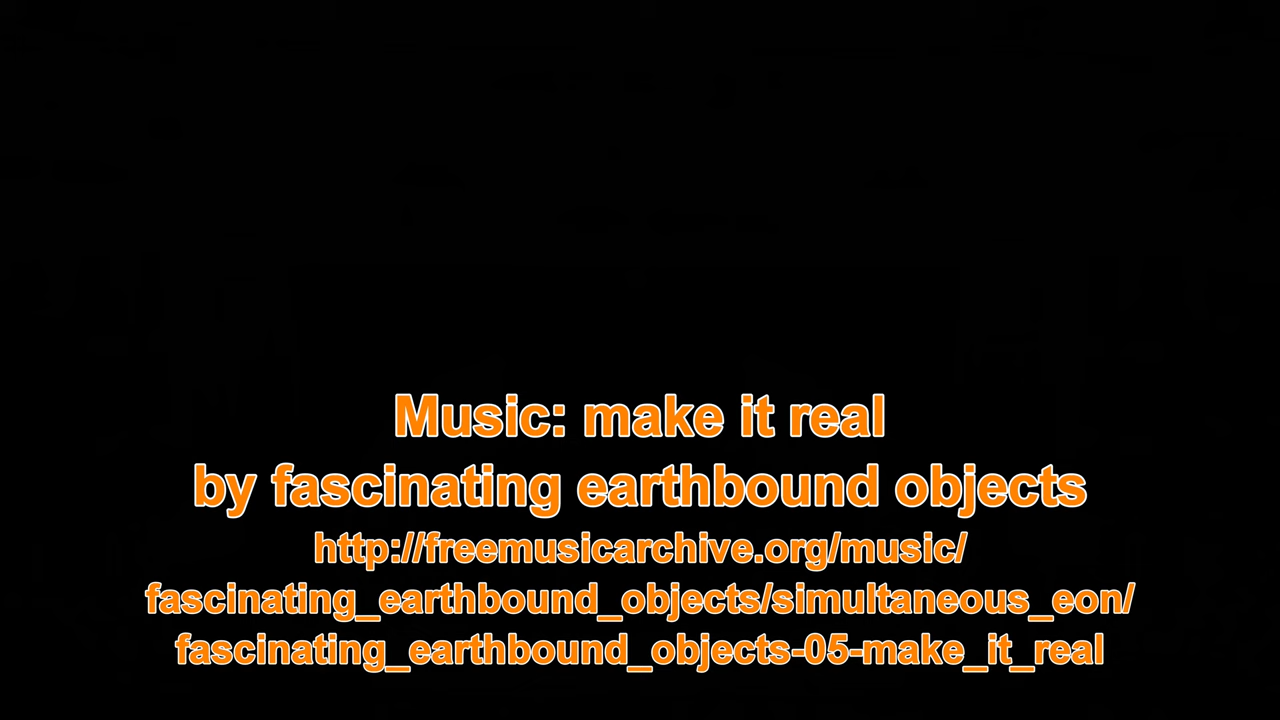 Music: make it real
by fascinating earthbound objects
http://freemusicarchive.org/music/
fascinating_earthbound_objects/simultaneous_eon/
fascinating_earthbound_objects-05-make_it_real